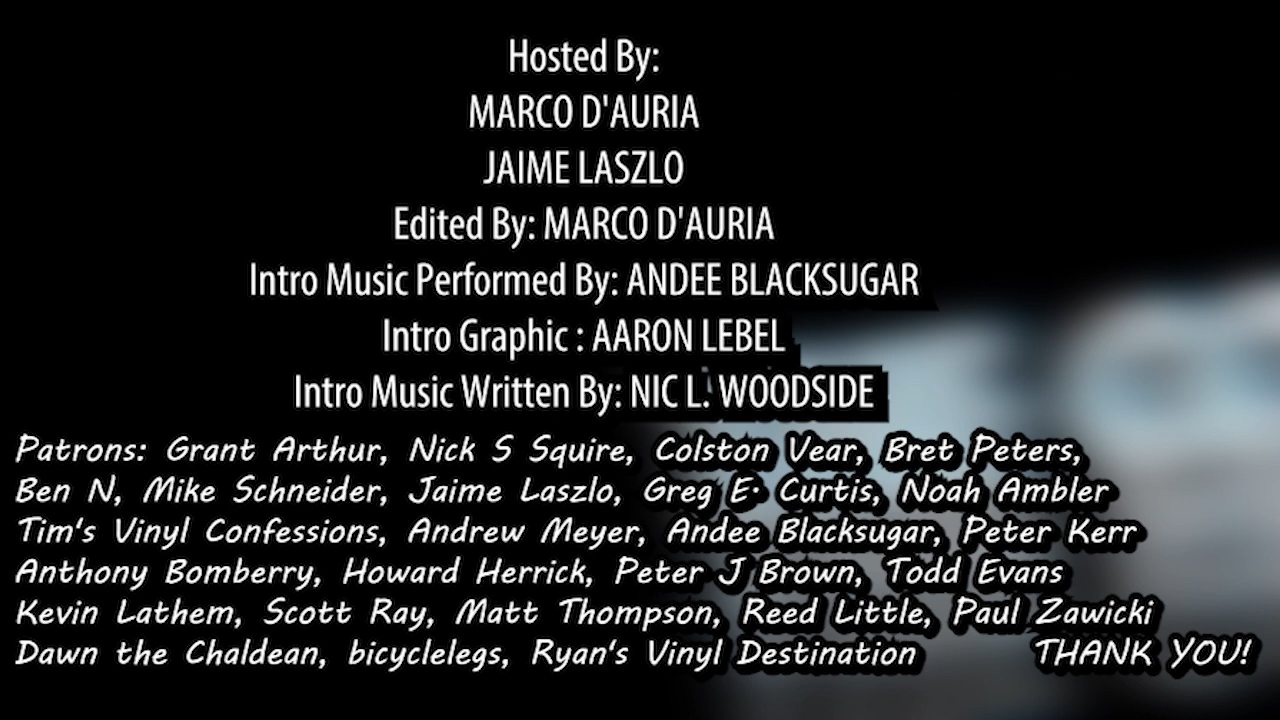 Hosted By:
MARCO D'AURIA
JAIME LASZLO
Edited By: MARCO D'AURIA
Intro Music Performed By: ANDEE BLACKSUGAR
Intro Graphic : AARON LEBEL
Intro Music Written By: NIC L. WOODSIDE
Patrons: Grant Arthur, Nick S Squire, Colston Vear, Bret Peters,
Ben N, Mike Schneider, Jaime Laszlo, Greg E. Curtis, Noah Ambler
Tim's Vinyl Confessions, Andrew Meyer, Andee Blacksugar, Peter Kerr
Anthony Bomberry, Howard Herrick, Peter J Brown, Todd Evans
Kevin Lathem, Scott Ray, Matt Thompson, Reed Little, Paul Zawicki
Dawn the Chaldean, bicyclelegs, Ryan's Vinyl Destination THANK YOU!